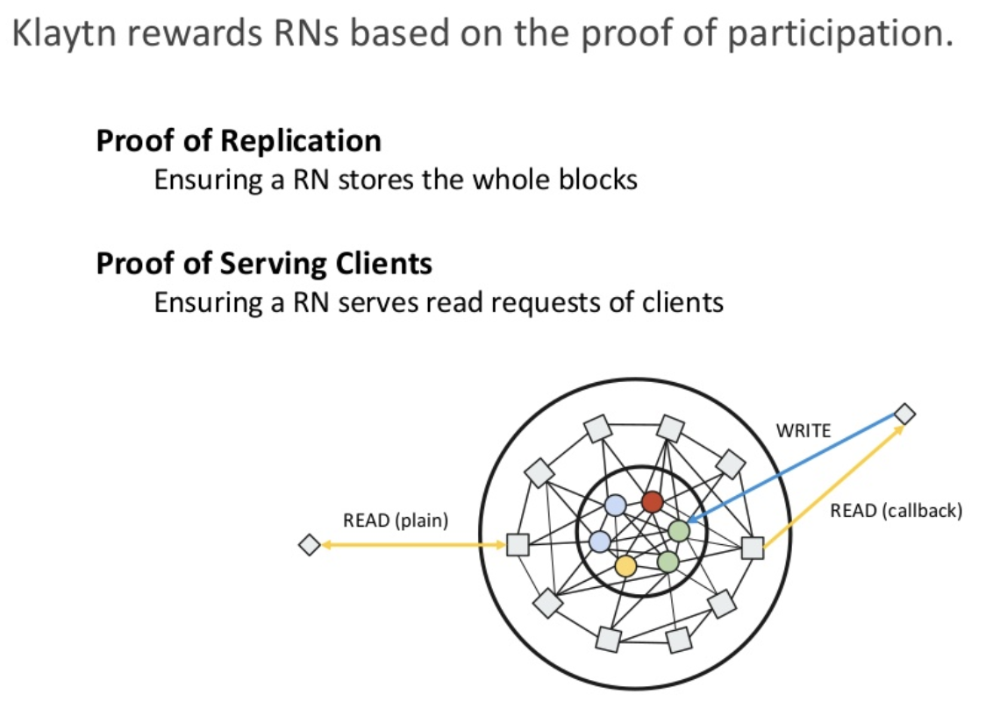 Klaytn rewards RNs based on the proof of participation.
Proof of Replication
Ensuring a RN stores the whole blocks
Proof of Serving Clients
Ensuring a RN serves read requests of clients
WRITE
READ (callback)
READ (plain)